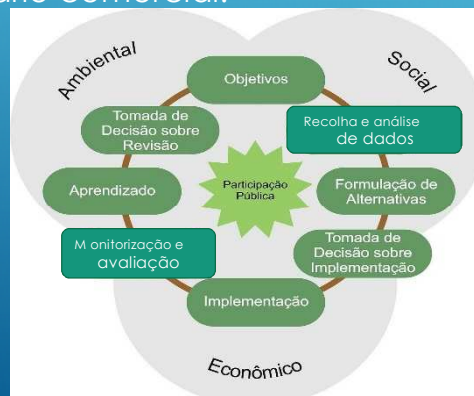 comercial.
Ambiental
Social
Objetivos
Tomada de
Decisão sobre
Revisão
Recolha e análise
de dados
Aprendizado
Participação
Pública
Formulação de
Alternativas
M onitorização e
avaliação
Tomada de
Decisão sobre
Implementação
Implementação
Econômico